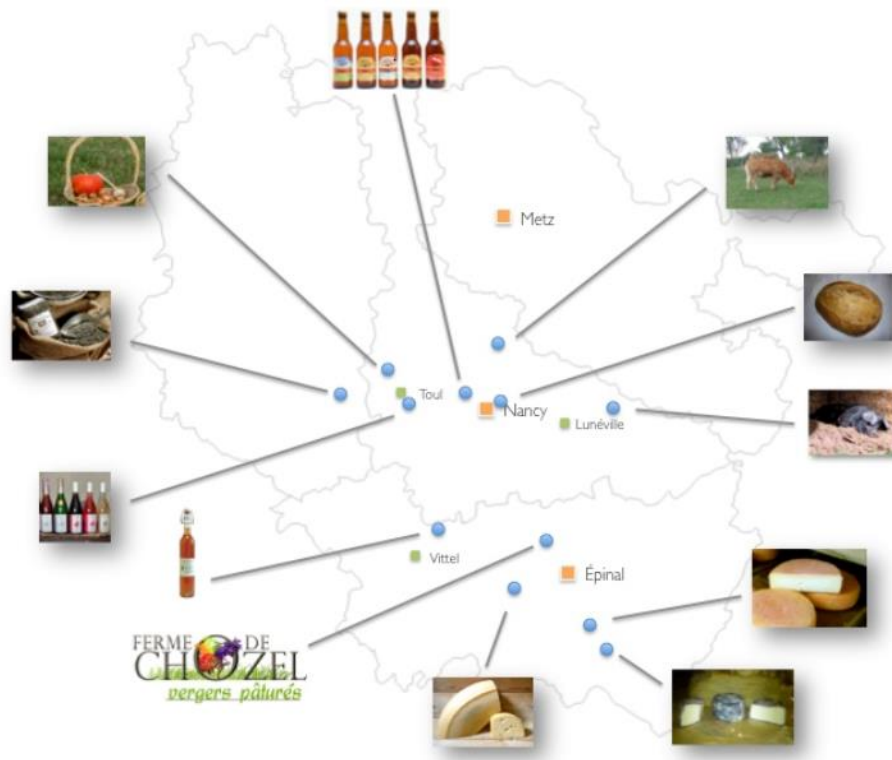 Metz
Toul
Nancy
Lunéville
Vittel
Épinal
FERME DE
CHOZEL
vergers pâturés